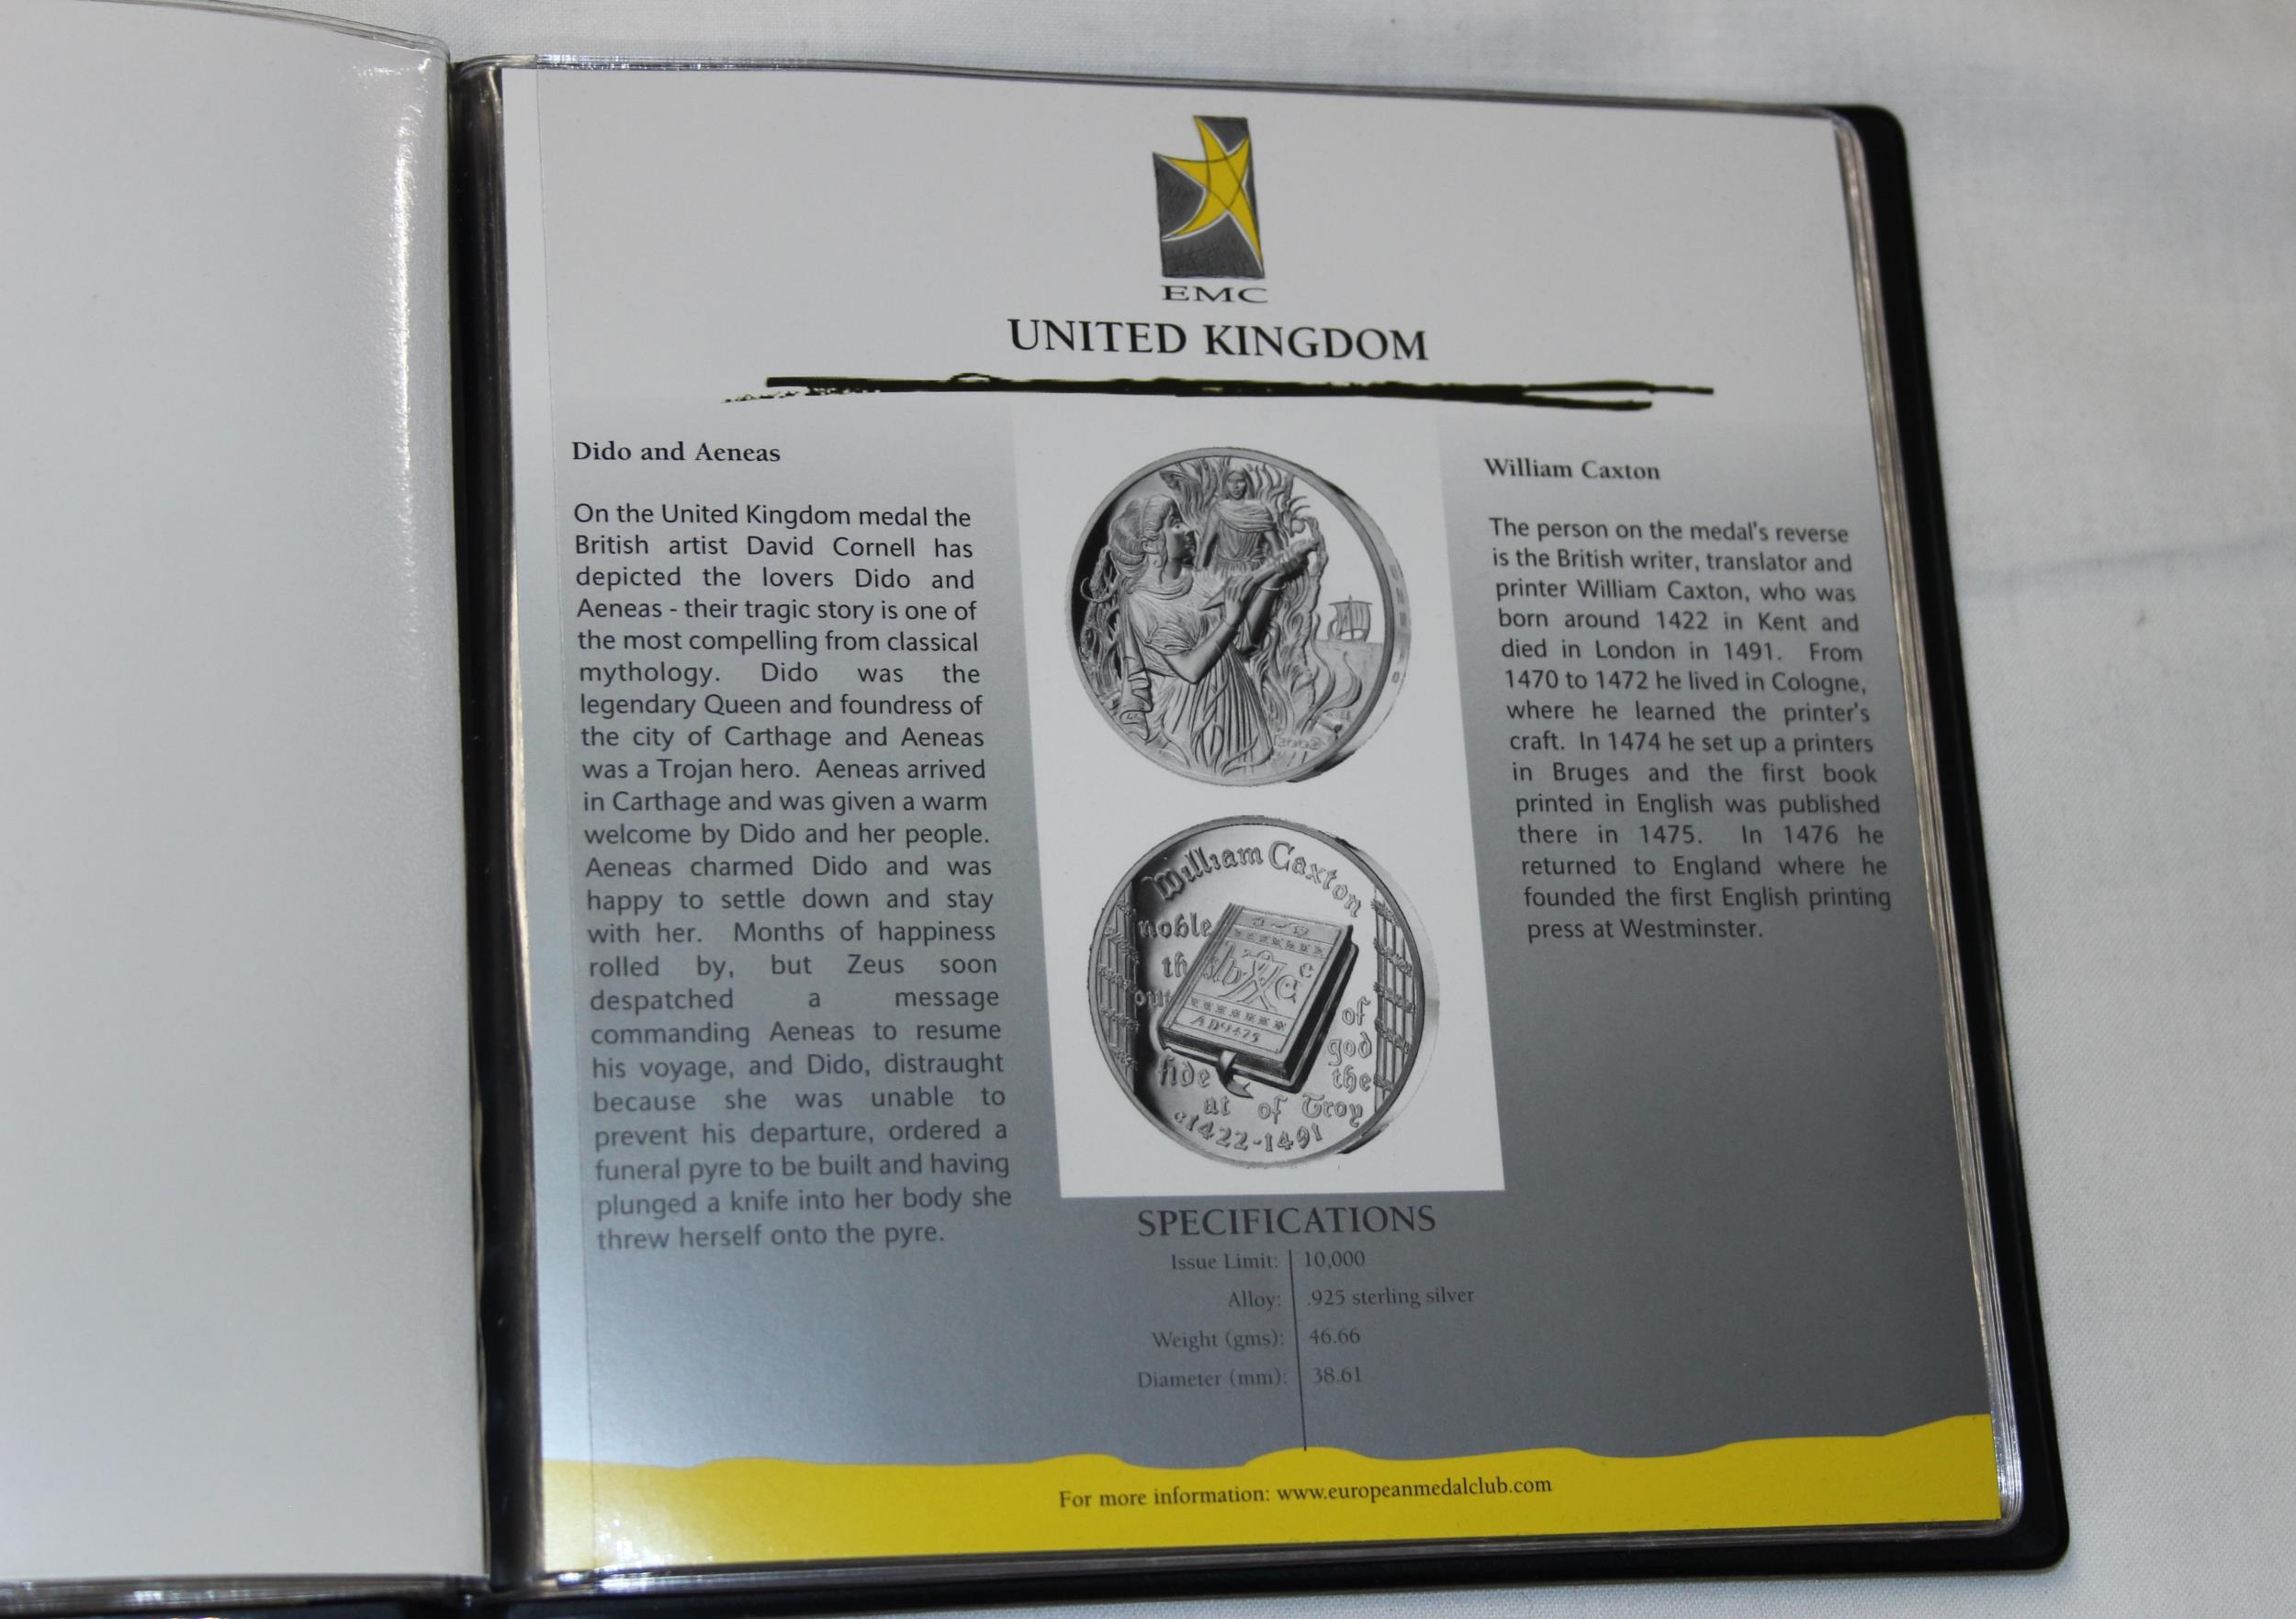 EMC
UNITED KINGDOM
Dido and Aeneas
On the United Kingdom medal the
British artist David Cornell has
depicted the lovers Dido and
Aeneas - their tragic story is one of
the most compelling from classical
mythology. Dido was the
legendary Queen and foundress of
the city of Carthage and Aeneas
was a Trojan hero. Aeneas arrived
in Carthage and was given a warm
welcome by Dido and her people.
Aeneas charmed Dido and was
happy to settle down and stay
with her. Months of happiness
rolled by, but Zeus soon
despatched a message
commanding Aeneas to resume
his voyage, and Dido, distraught
because she was unable to
prevent his departure, ordered a
funeral pyre to be built and having
plunged a knife into her body she
threw herself onto the pyre.
William Caxton
noble
th
out
of
god
fide
the
at of Troy
c.1422-1491
AD1475
SPECIFICATIONS
Issue Limit: 10,000
Alloy: .925 sterling silver
Weight (gms): 46.66
Diameter (mm): 38.61
William Caxton
The person on the medal's reverse
is the British writer, translator and
printer William Caxton, who was
born around 1422 in Kent and
died in London in 1491. From
1470 to 1472 he lived in Cologne,
where he learned the printer's
craft. In 1474 he set up a printers
in Bruges and the first book
printed in English was published
there in 1475. In 1476 he
returned to England where he
founded the first English printing
press at Westminster.
For more information: www.europeanmedalclub.com